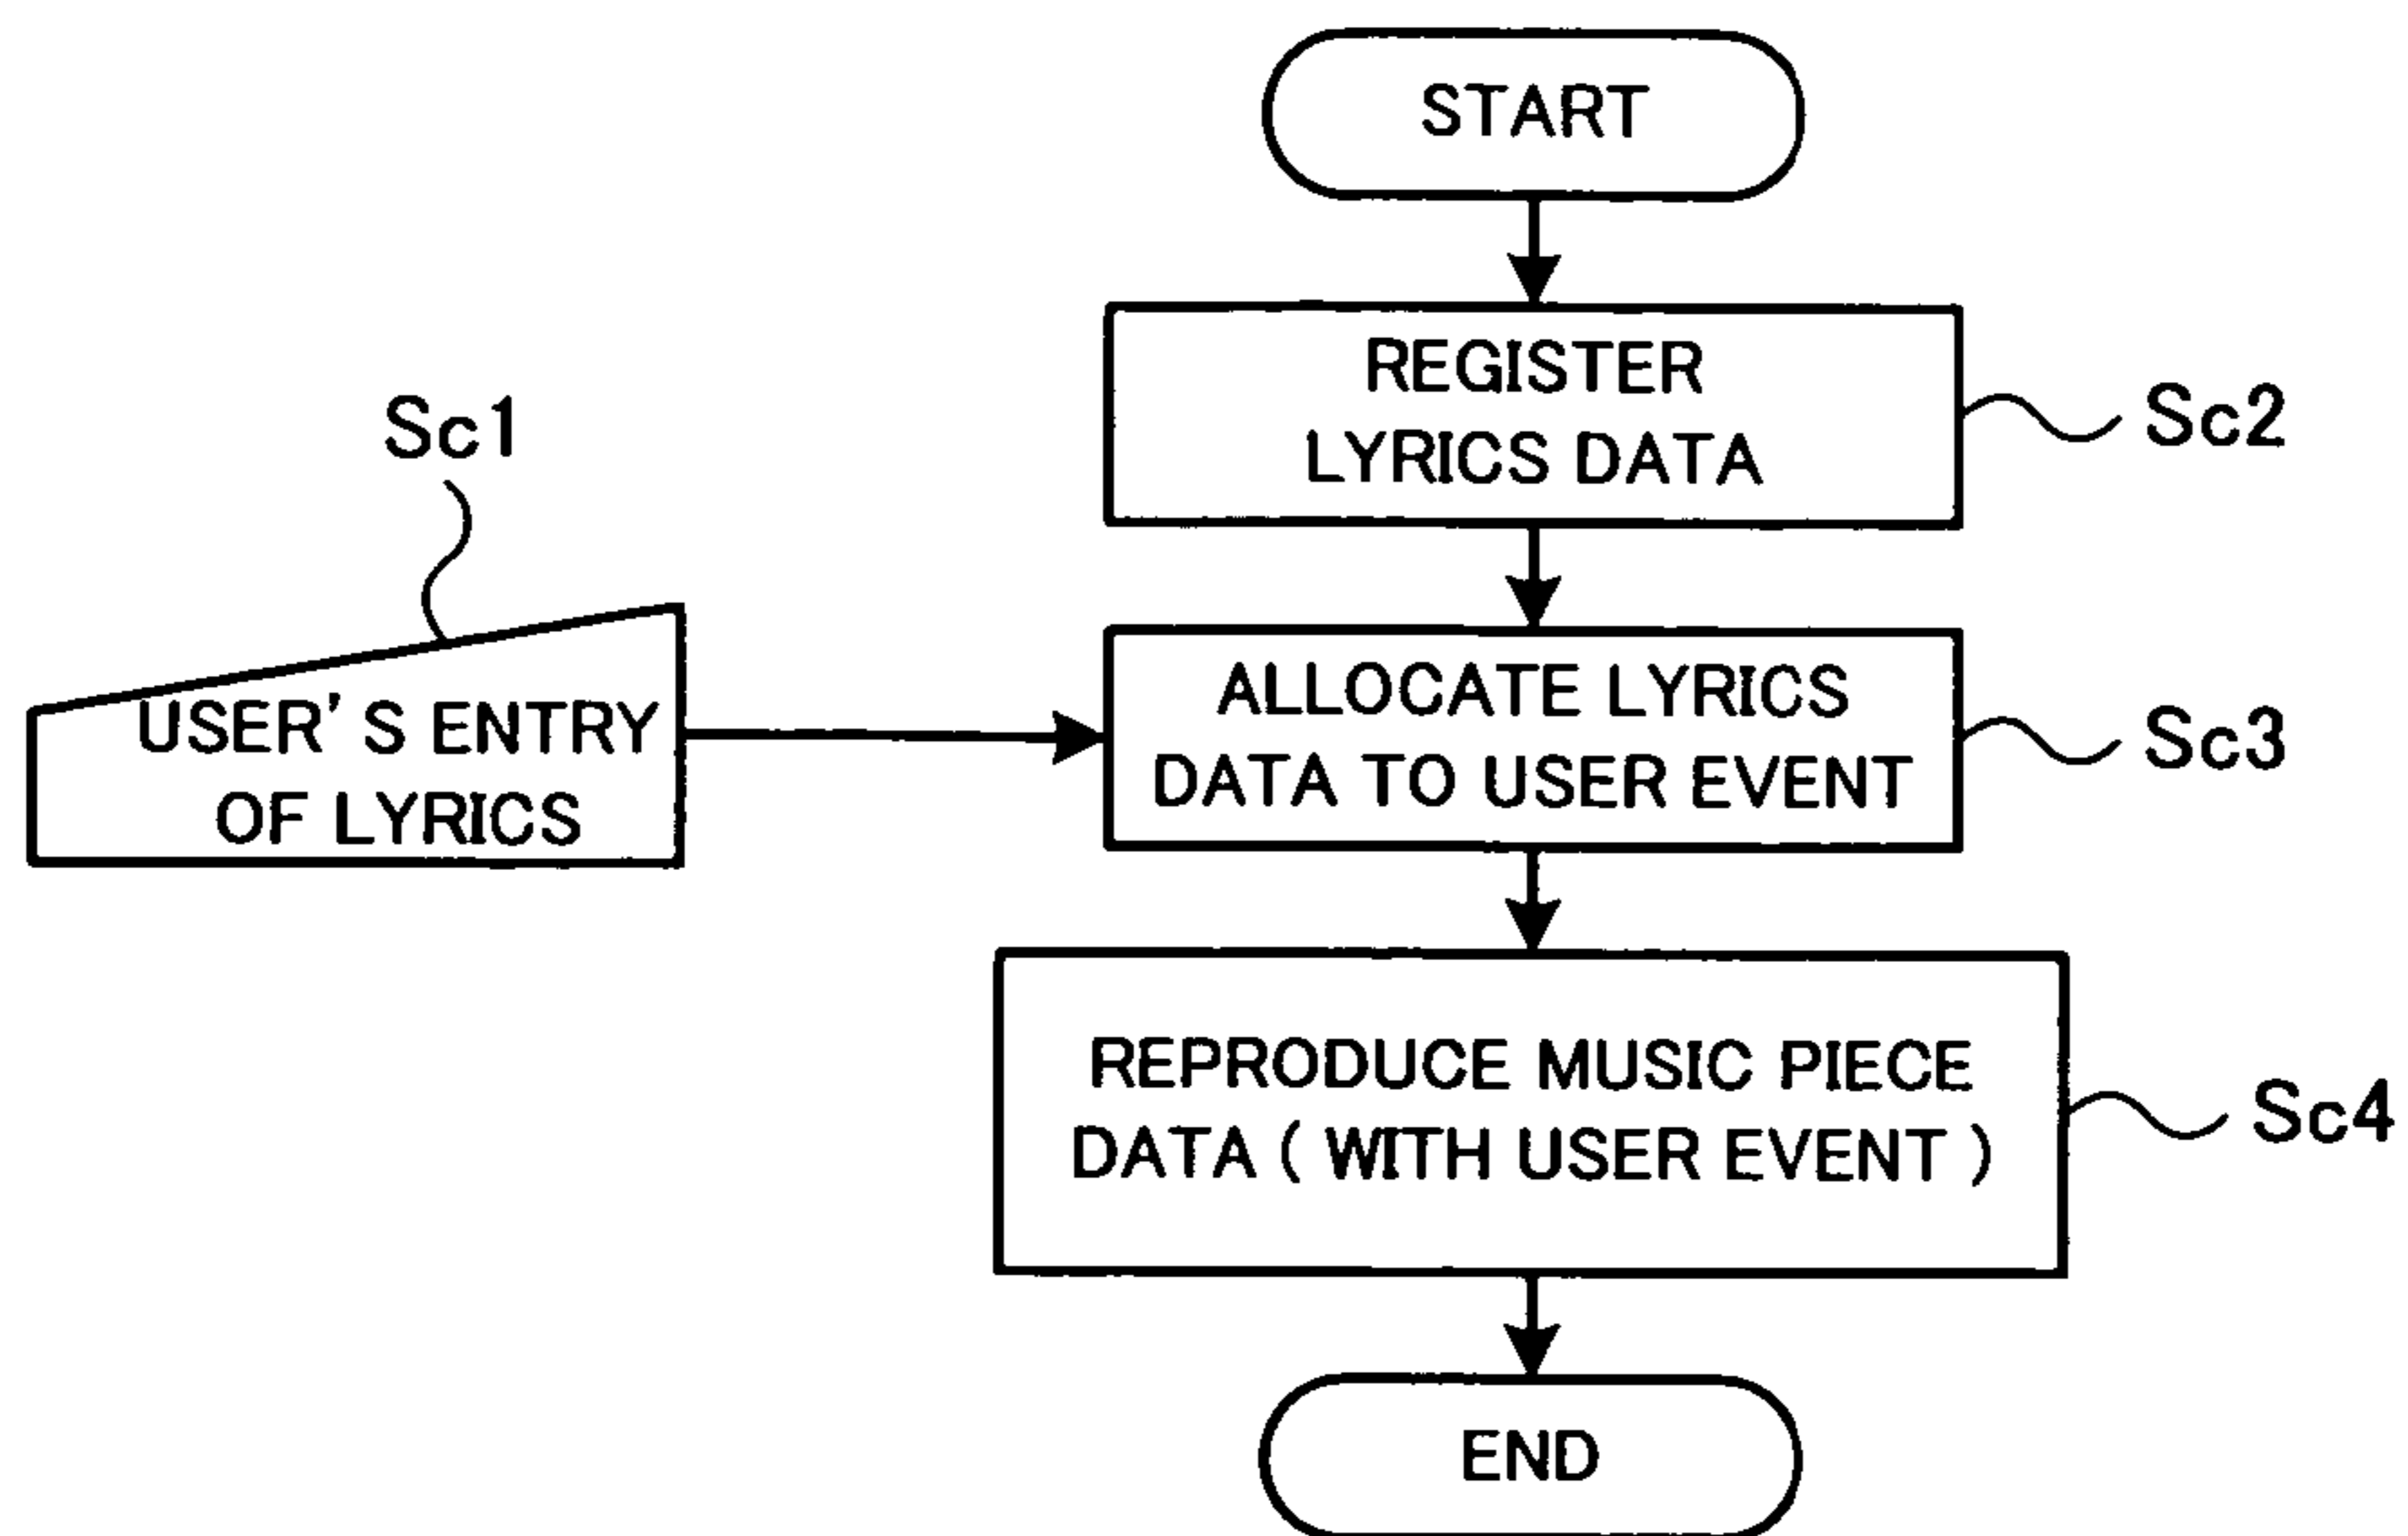 START
REGISTER
LYRICS DATA
Sc2
Sc1
USER'S ENTRY
OF LYRICS
ALLOCATE LYRICS
DATA TO USER EVENT
Sc3
REPRODUCE MUSIC PIECE
DATA ( WITH USER EVENT )
Sc4
END